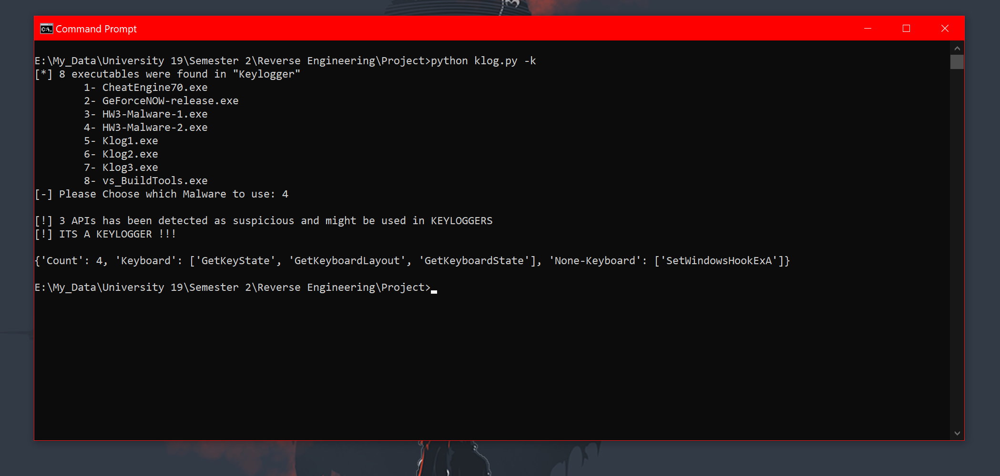 Command Prompt
E:\My_Data\University 19\Semester 2\Reverse Engineering\Project>python klog.py -k
[*] 8 executables were found in "Keylogger"
1- CheatEngine70.exe
2- GeForceNOW-release.exe
3- HW3-Malware-1.exe
4- HW3-Malware-2.exe
5- Klog1.exe
6- Klog2.exe
7- Klog3.exe
8- vs_BuildTools.exe
[-] Please Choose which Malware to use: 4
[!] 3 APIs has been detected as suspicious and might be used in KEYLOGGERS
[!] ITS A KEYLOGGER !!!
{'Count': 4, 'Keyboard': ['GetKeyState', 'GetKeyboardLayout', 'GetKeyboardState'], 'None-Keyboard': ['SetWindowsHookExA']}
E:\My_Data\University 19\Semester 2\Reverse Engineering\Project>